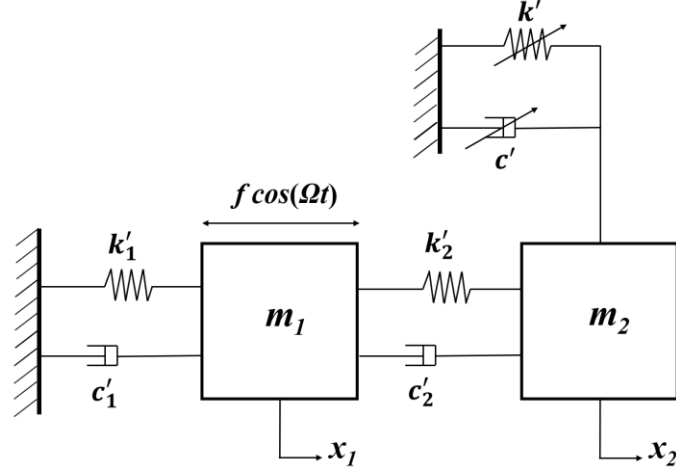 k'
c'
f cos(Ωt)
k'₁
k'₂
m₁
m₂
c'₁
c'₂
x₁
x₂